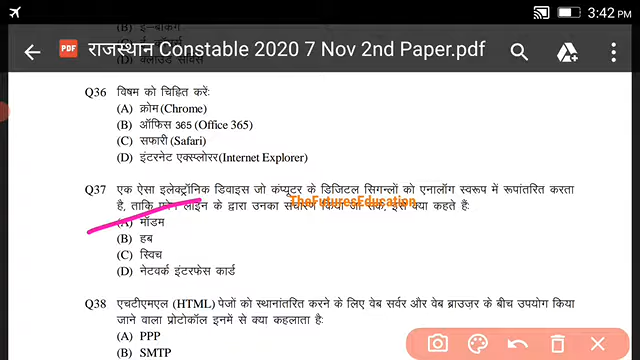 3:42 PM
(B) ई-बैंकिंग
राजस्थान Constable 2020 7 Nov 2nd Paper.pdf
PDF
Q36 विषम को चिह्नित करें:
(A) क्रोम (Chrome)
(B) ऑफिस 365 (Office 365)
(C) सफारी (Safari)
(D) इंटरनेट एक्सप्लोरर (Internet Explorer)
Q37 एक ऐसा इलेक्ट्रॉनिक डिवाइस जो कंप्यूटर के डिजिटल सिगन्लों को एनालॉग स्वरूप में रूपांतरित करता
है, ताकि फोन लाइन के द्वारा उनका संचारण किया जा सके, इसे क्या कहते हैं:
TheFuturesEducation
(A) मॉडम
(B) हब
(C) स्विच
(D) नेटवर्क इंटरफेस कार्ड
Q38 एचटीएमएल (HTML) पेजों को स्थानांतरित करने के लिए वेब सर्वर और वेब ब्राउज़र के बीच उपयोग किया
जाने वाला प्रोटोकॉल इनमें से क्या कहलाता है:
(A) PPP
(B) SMTP